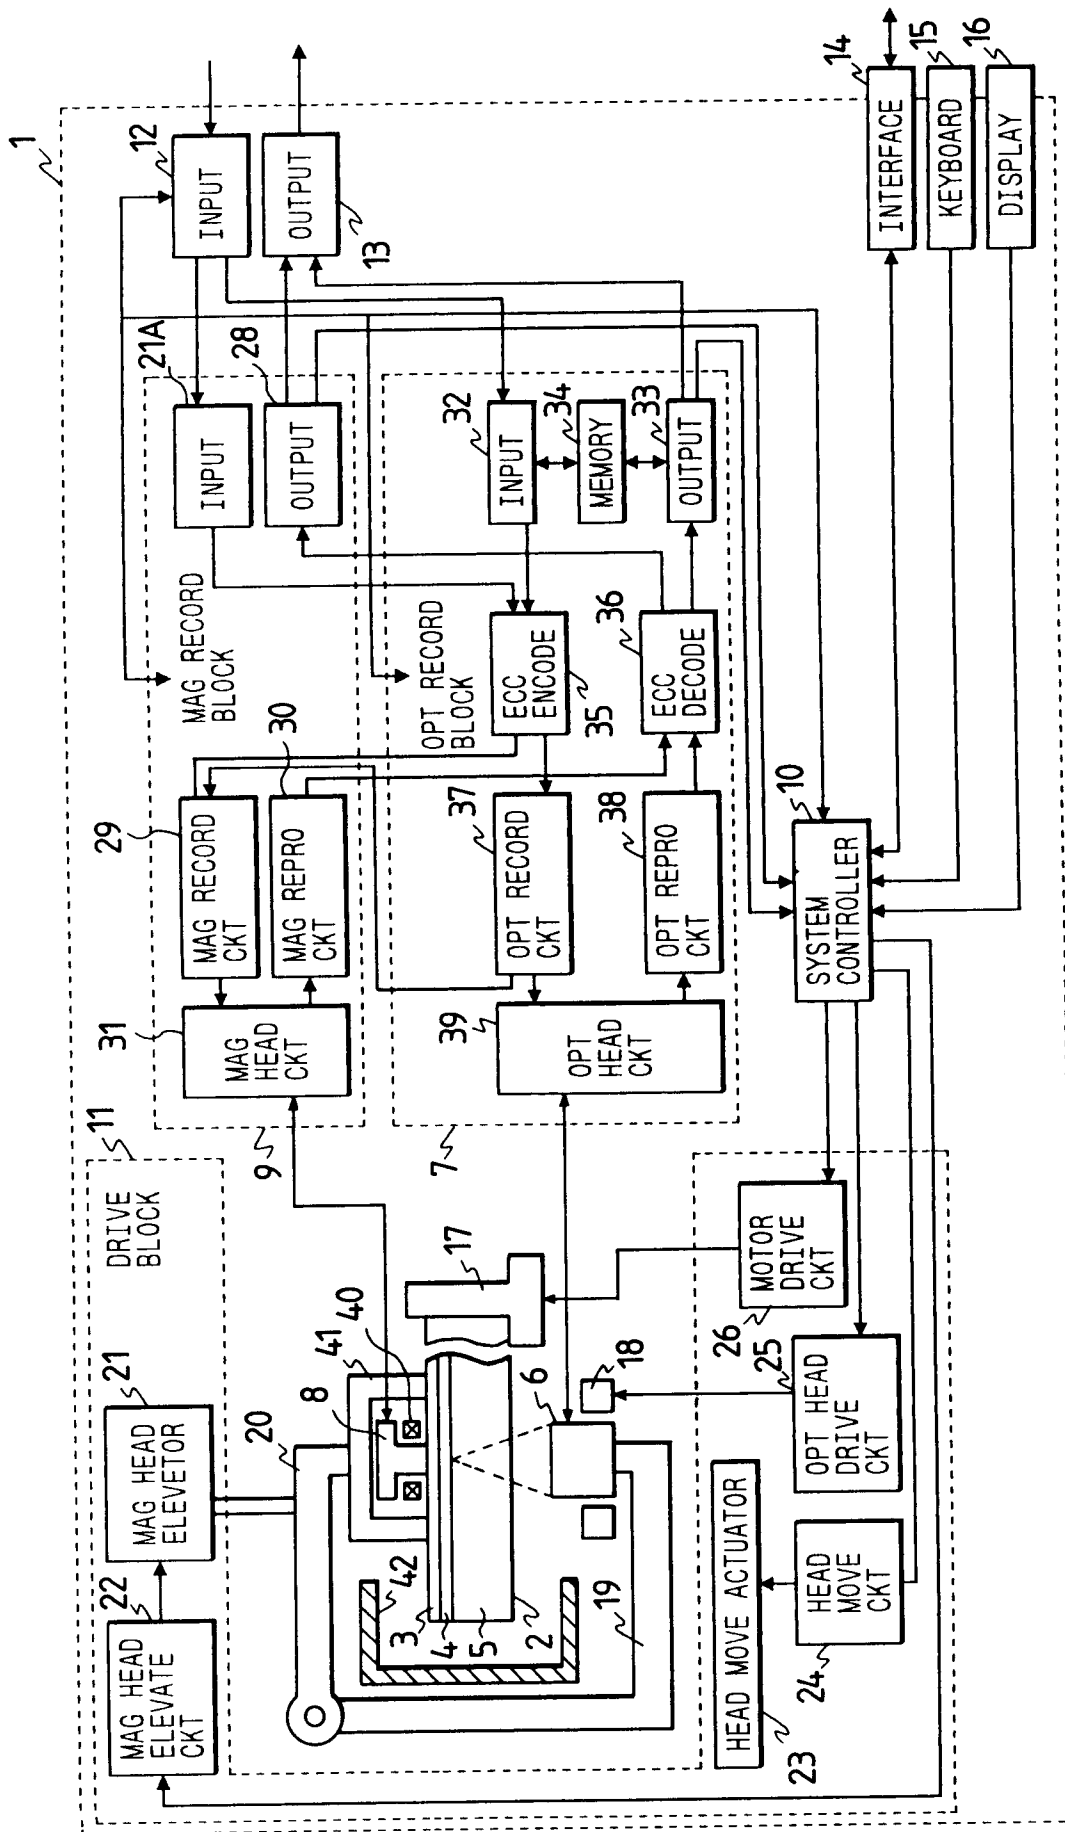 1
11
DRIVE
BLOCK
22
MAG HEAD
ELEVATE
CKT
21
MAG HEAD
ELEVETOR
9
31
MAG
HEAD
CKT
29
MAG RECORD
CKT
30
MAG REPRO
CKT
MAG RECORD
BLOCK
21A
INPUT
28
OUTPUT
12
INPUT
OUTPUT
13
20
41
8
40
42
3
4
5
2
17
6
18
19
7
39
OPT
HEAD
CKT
37
OPT RECORD
CKT
38
OPT REPRO
CKT
OPT RECORD
BLOCK
ECC
ENCODE
35
36
ECC
DECODE
32
INPUT
34
MEMORY
33
OUTPUT
HEAD MOVE ACTUATOR
23
24
HEAD
MOVE
CKT
25
OPT HEAD
DRIVE
CKT
26
MOTOR
DRIVE
CKT
10
SYSTEM
CONTROLLER
14
INTERFACE
15
KEYBOARD
16
DISPLAY